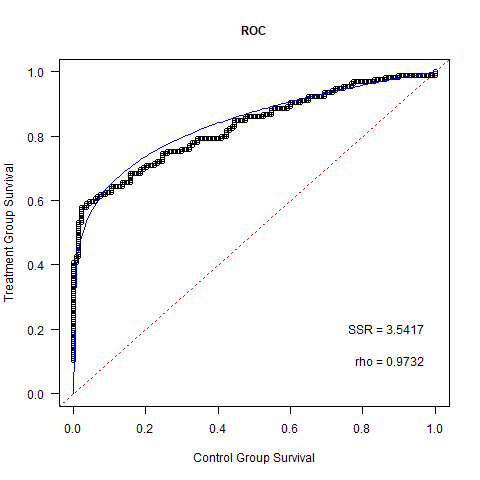 ROC
Treatment Group Survival
1.0
0.8
0.6
0.4
0.2
0.0
SSR = 3.5417
rho = 0.9732
0.0 0.2 0.4 0.6 0.8 1.0
Control Group Survival